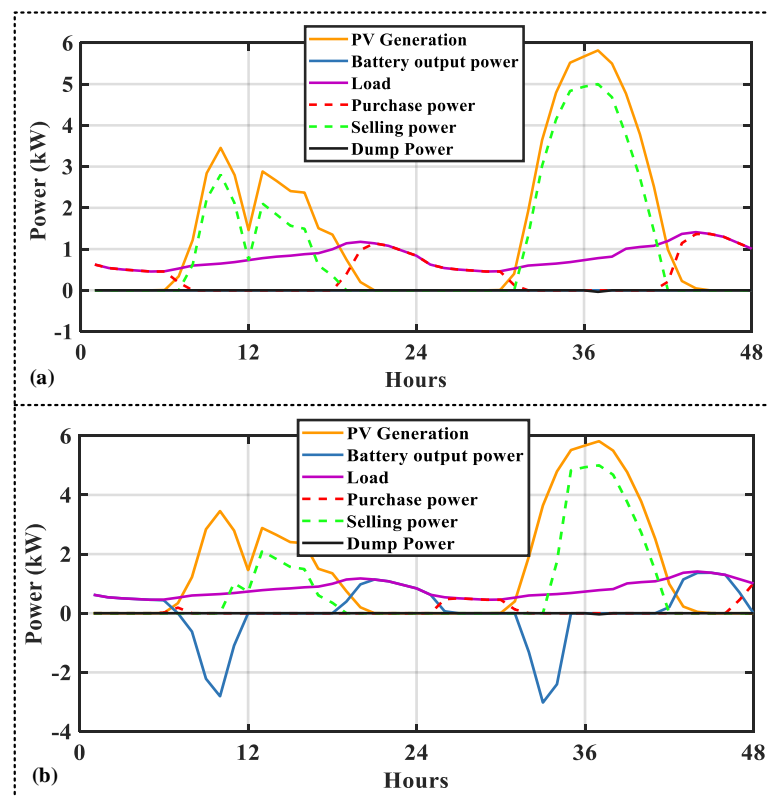 PV Generation
Battery output power
Load
Purchase power
Selling power
Dump Power
Power (kW)
6
5
4
3
2
1
0
-1
0
12
24
36
48
Hours
(a)
PV Generation
Battery output power
Load
Purchase power
Selling power
Dump Power
Power (kW)
6
4
2
0
-2
-4
0
12
24
36
48
Hours
(b)